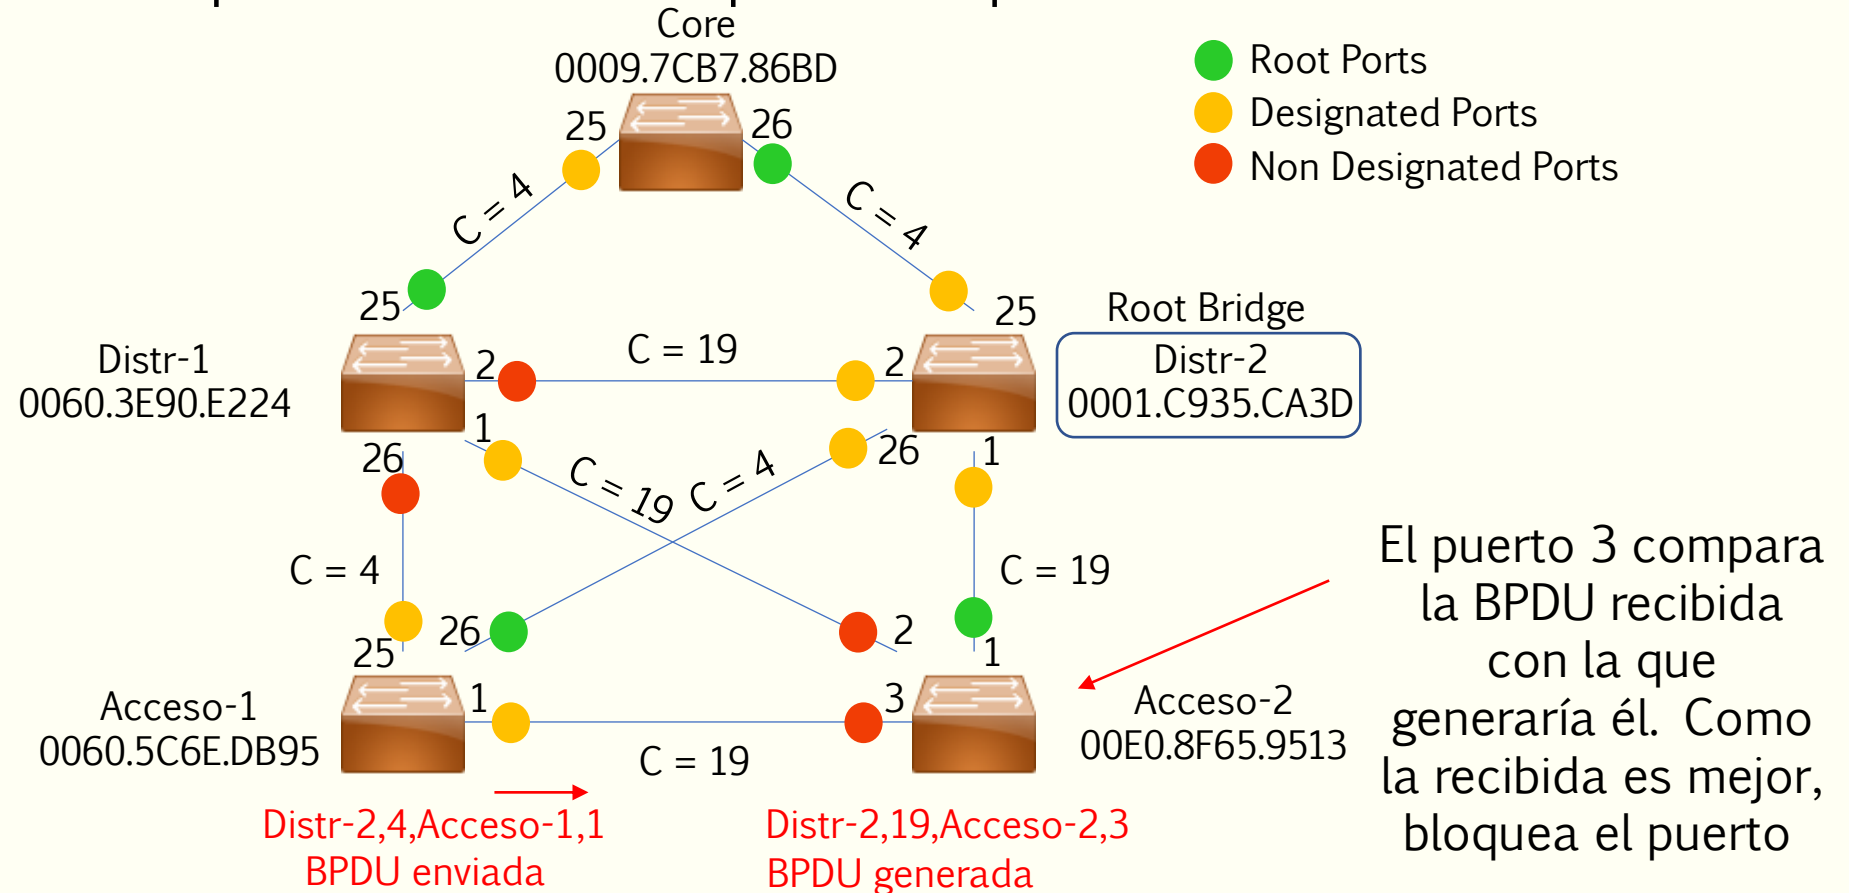 Core
0009.7CB7.86BD
25
26
Root Ports
Designated Ports
Non Designated Ports
C = 4
C = 4
25
25
Root Bridge
Distr-1
0060.3E90.E224
2
C = 19
2
Distr-2
0001.C935.CA3D
1
26
26
1
C = 19
C = 4
C = 4
C = 19
El puerto 3 compara
la BPDU recibida
con la que
generaría él. Como
la recibida es mejor,
bloquea el puerto
25
26
2
1
Acceso-1
0060.5C6E.DB95
1
C = 19
3
Acceso-2
00E0.8F65.9513
Distr-2,4,Acceso-1,1
BPDU enviada
Distr-2,19,Acceso-2,3
BPDU generada